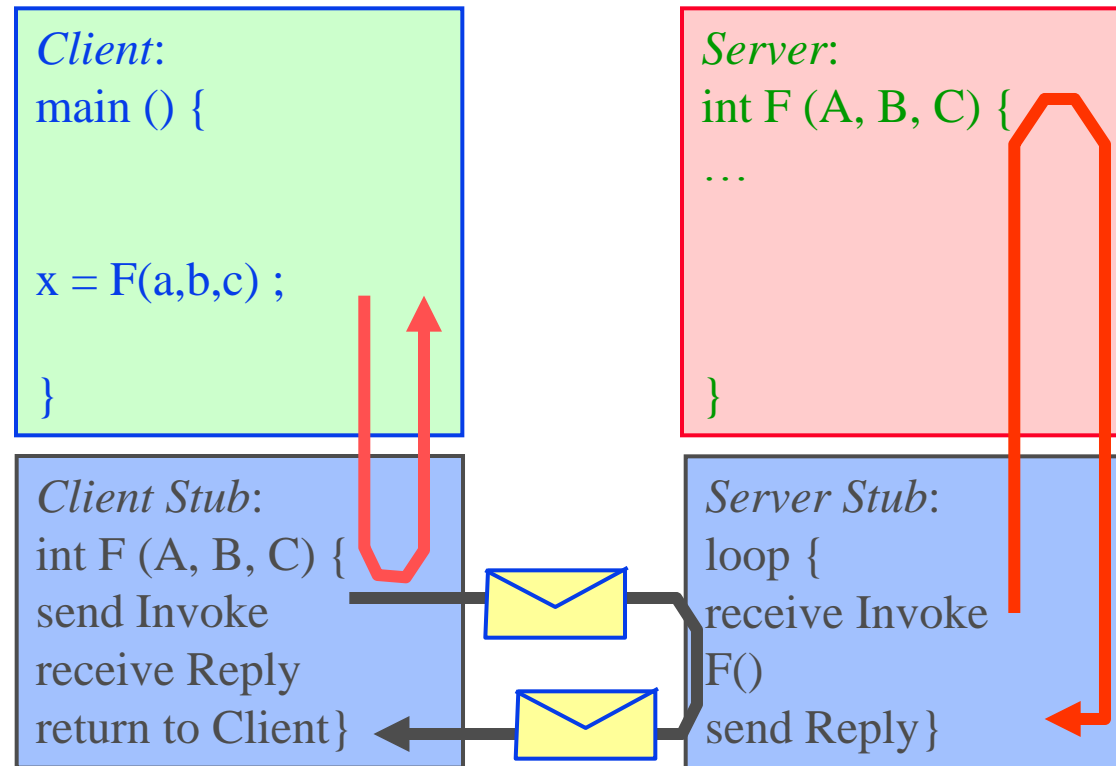 Client:
main () {
x = F(a,b,c) ;
}
Server:
int F (A, B, C) {
…
}
Client Stub:
int F (A, B, C) {
send Invoke
receive Reply
return to Client}
Server Stub:
loop {
receive Invoke
F()
send Reply}